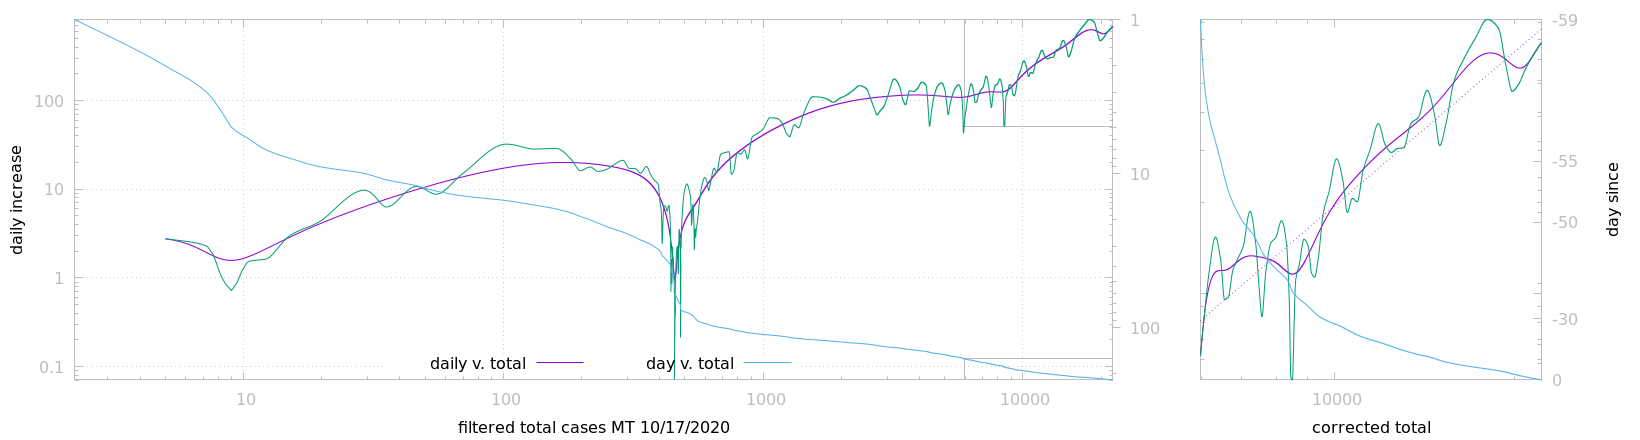 1
-59
100
daily increase
10
10
-55
-50
day since
1
100
-30
0.1
daily v. total
day v. total
0
10
100
1000
10000
10000
filtered total cases MT 10/17/2020
corrected total